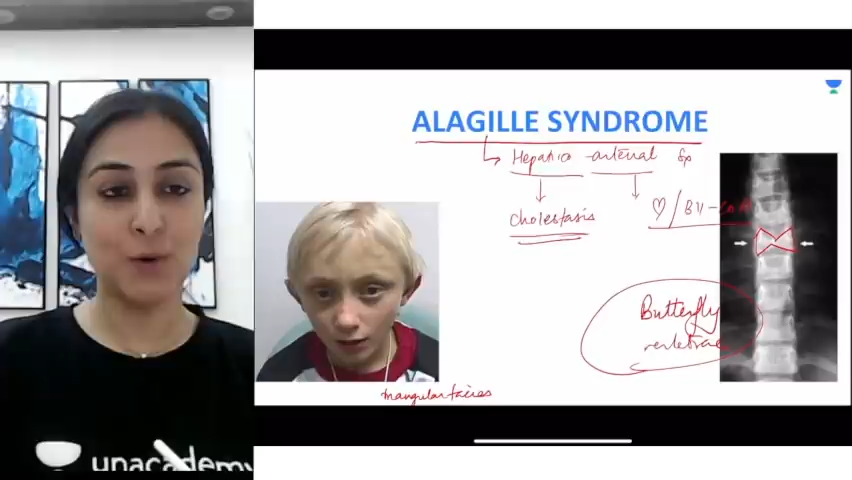 ALAGILLE SYNDROME
Hepatic arterial
cholestasis
Butterfly
vertebrae
triangular facies
unacademy